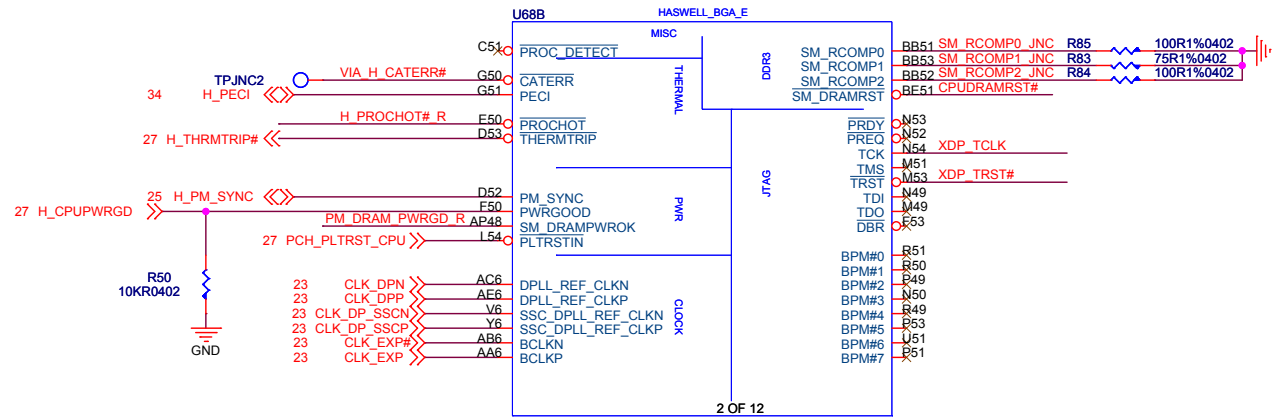 U68B HASWELL_BGA_E
MISC
C51 PROC_DETECT
TPJNC2 VIA_H_CATERR# G50 CATERR
34 H_PECI G51 PECI
H_PROCHOT#_R E50 PROCHOT
27 H_THRMTRIP# D53 THERMTRIP
25 H_PM_SYNC D52 PM_SYNC
27 H_CPUPWRGD F50 PWRGOOD
PM_DRAM_PWRGD_R AP48 SM_DRAMPWROK
27 PCH_PLTRST_CPU L54 PLTRSTIN
R50
10KR0402
GND
23 CLK_DPN AC6 DPLL_REF_CLKN
23 CLK_DPP AE6 DPLL_REF_CLKP
23 CLK_DP_SSCN V6 SSC_DPLL_REF_CLKN
23 CLK_DP_SSCP Y6 SSC_DPLL_REF_CLKP
23 CLK_EXP# AB6 BCLKN
23 CLK_EXP AA6 BCLKP
THERMAL
PWR
CLOCK
DDR3
JTAG
SM_RCOMP0 BB51 SM_RCOMP0_JNC R85 100R1%0402
SM_RCOMP1 BB53 SM_RCOMP1_JNC R83 75R1%0402
SM_RCOMP2 BB52 SM_RCOMP2_JNC R84 100R1%0402
SM_DRAMRST BE51 CPUDRAMRST#
PRDY N53
PREQ N52
TCK N54 XDP_TCLK
TMS M51
TRST M53 XDP_TRST#
TDI N49
TDO M49
DBR F53
BPM#0 R51
BPM#1 R50
BPM#2 P49
BPM#3 N50
BPM#4 R49
BPM#5 P53
BPM#6 U51
BPM#7 P51
2 OF 12